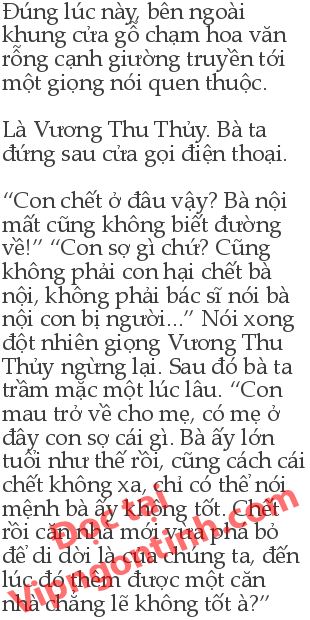 Đúng lúc này, bên ngoài
khung cửa gỗ chạm hoa văn
rỗng cạnh giường truyền tới
một giọng nói quen thuộc.
Là Vương Thu Thủy. Bà ta
đứng sau cửa gọi điện thoại.
“Con chết ở đâu vậy? Bà nội
mất cũng không biết đường
về!” “Con sợ gì chứ? Cũng
không phải con hại chết bà
nội, không phải bác sĩ nói bà
nội con bị người...” Nói xong
đột nhiên giọng Vương Thu
Thủy ngừng lại. Sau đó bà ta
trầm mặc một lúc lâu. “Con
mau trở về cho mẹ, có mẹ ở
đây con sợ cái gì. Bà ấy lớn
tuổi như thế rồi, cũng cách cái
chết không xa, chỉ có thể nói
mệnh bà ấy không tốt. Chết
rồi căn nhà mới vừa phá bỏ
để di dời là của chúng ta, đến
lúc đó thêm được một căn
nhà chẳng lẽ không tốt à?”
Đọc tại
Vipngontinh.com